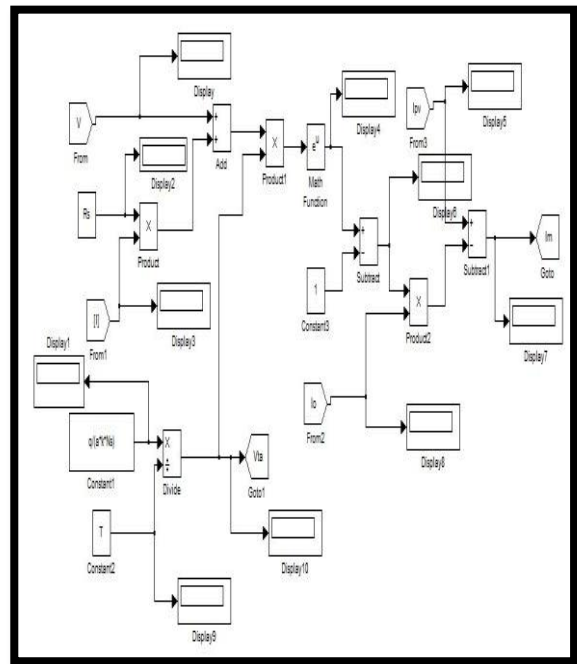 Display
V
From
+
+
Add
Display2
Rs
X
Product
X
Product1
e^u
Math
Function
Display4
Ipv
From3
Display5
Display6
+
-
Subtract
+
-
Subtract1
Im
Goto
1
Constant3
X
Product2
Display7
[I]
From1
Display3
Display1
q/(a*k*Ns)
Constant1
X
÷
Divide
Vta
Goto1
Io
From2
Display8
T
Constant2
Display10
Display9